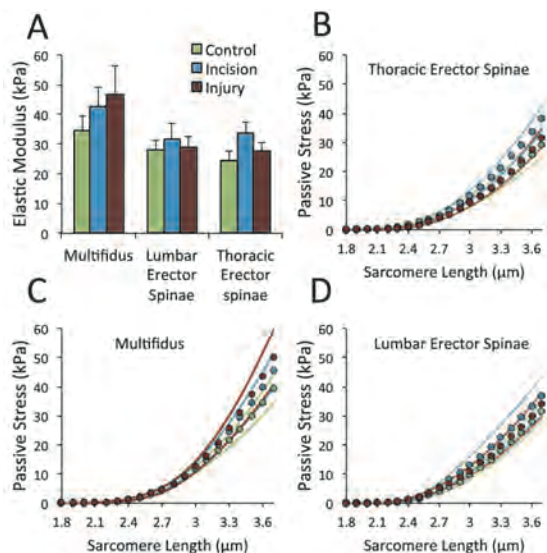 A
60
50
40
30
20
10
0
Elastic Modulus (kPa)
Control
Incision
Injury
Multifidus
Lumbar
Erector
Spinae
Thoracic
Erector
spinae
B
60
50
40
30
20
10
0
Passive Stress (kPa)
Thoracic Erector Spinae
1.8 2.1 2.4 2.7 3 3.3 3.6
Sarcomere Length (µm)
C
60
50
40
30
20
10
0
Passive Stress (kPa)
Multifidus
1.8 2.1 2.4 2.7 3 3.3 3.6
Sarcomere Length (µm)
D
60
50
40
30
20
10
0
Passive Stress (kPa)
Lumbar Erector Spinae
1.8 2.1 2.4 2.7 3 3.3 3.6
Sarcomere Length (µm)